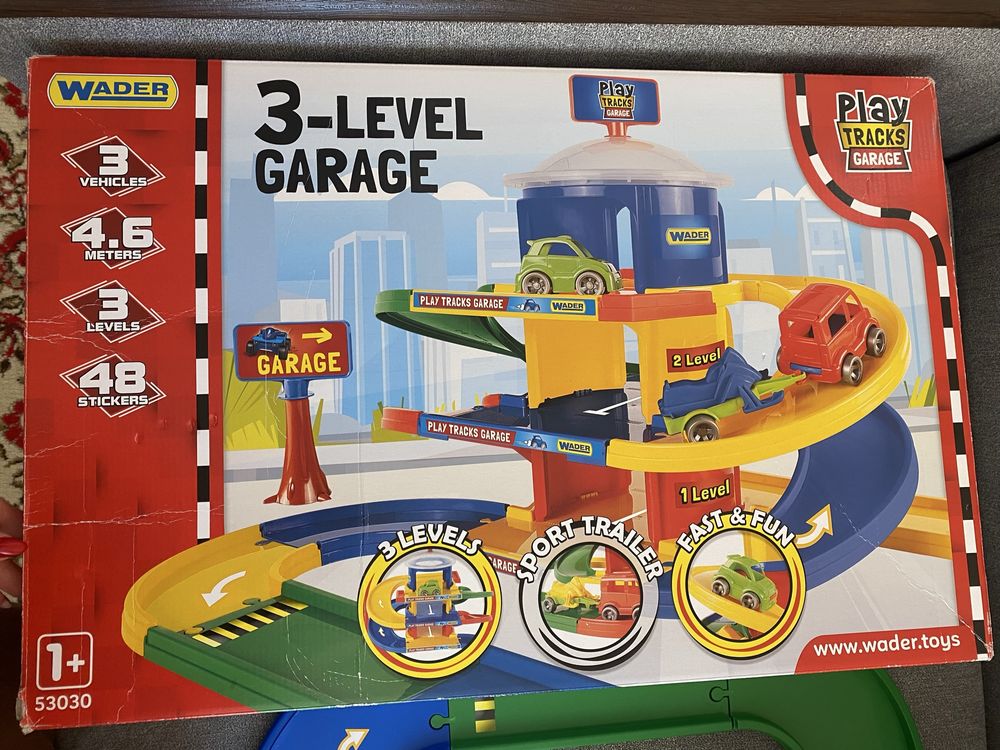 WADER
3
VEHICLES
4.6
METERS
3
LEVELS
48
STICKERS
1+
53030
3-LEVEL
GARAGE
Play
TRACKS
GARAGE
Play
TRACKS
GARAGE
WADER
PLAY TRACKS GARAGE WADER
GARAGE
2 Level
PLAY TRACKS GARAGE WADER
1 Level
GARAGE
3 LEVELS
SPORT TRAILER
FAST & FUN
www.wader.toys